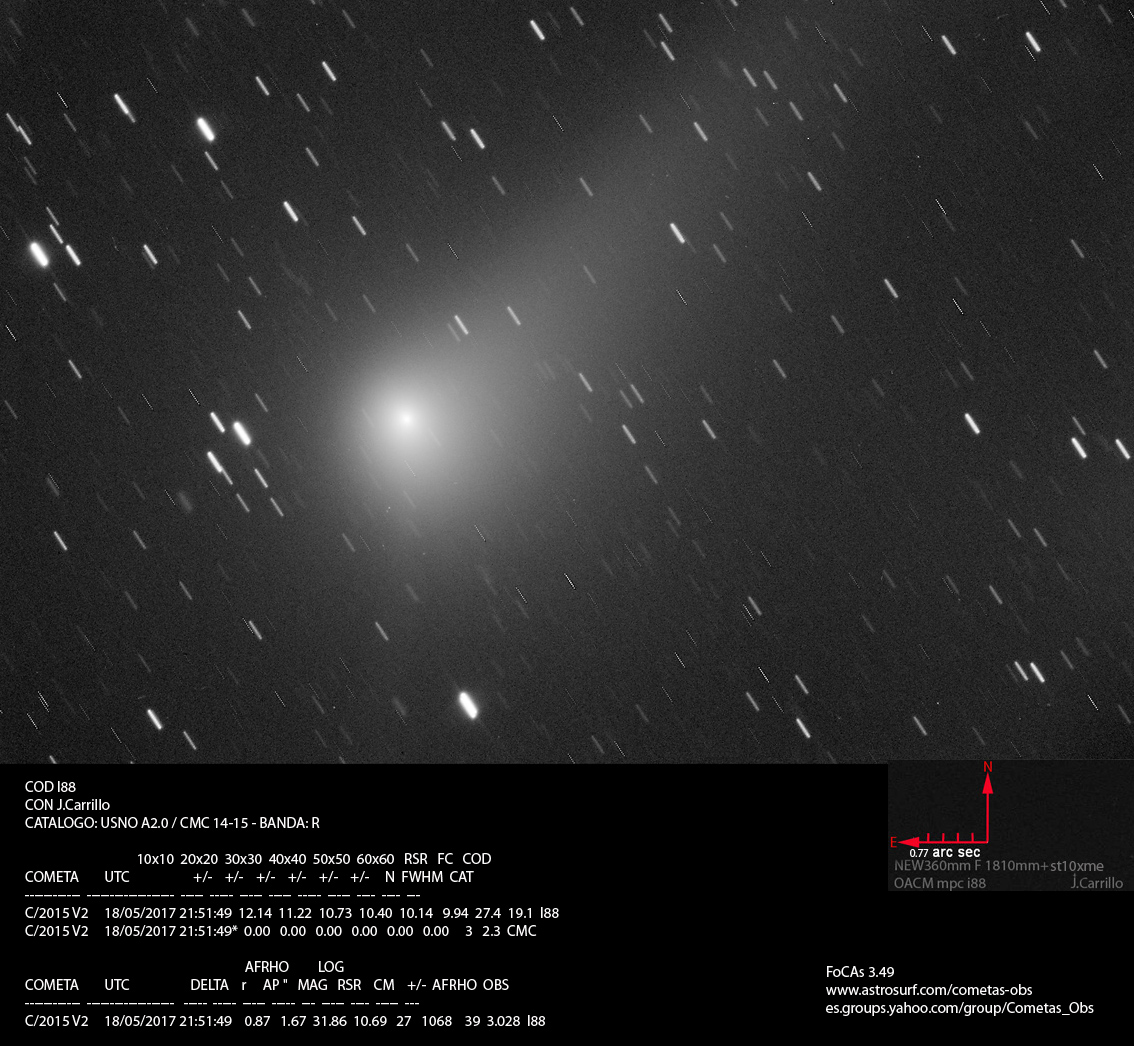 COD I88
CON J.Carrillo
CATALOGO: USNO A2.0 / CMC 14-15 - BANDA: R
10x10 20x20 30x30 40x40 50x50 60x60 RSR FC COD
COMETA UTC +/- +/- +/- +/- +/- +/- N FWHM CAT
---------- ------------------ ----- ----- ----- ----- ----- ----- ---- ---
C/2015 V2 18/05/2017 21:51:49 12.14 11.22 10.73 10.40 10.14 9.94 27.4 19.1 I88
C/2015 V2 18/05/2017 21:51:49* 0.00 0.00 0.00 0.00 0.00 0.00 3 2.3 CMC
AFRHO LOG
COMETA UTC DELTA r AP " MAG RSR CM +/- AFRHO OBS
---------- ------------------ ----- ----- ---- ----- --- ----- ---- ----- ---
C/2015 V2 18/05/2017 21:51:49 0.87 1.67 31.86 10.69 27 1068 39 3.028 I88
N
E
0.77 arc sec
NEW360mm F 1810mm+st10xme
OACM mpc i88 J.Carrillo
FoCAs 3.49
www.astrosurf.com/cometas-obs
es.groups.yahoo.com/group/Cometas_Obs